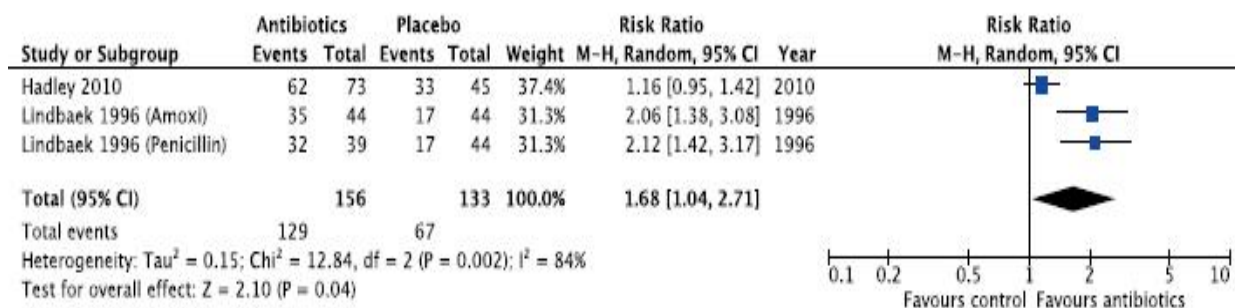 Antibiotics Placebo Risk Ratio Risk Ratio
Study or Subgroup Events Total Events Total Weight M-H, Random, 95% CI Year M-H, Random, 95% CI
Hadley 2010 62 73 33 45 37.4% 1.16 [0.95, 1.42] 2010
Lindbaek 1996 (Amoxi) 35 44 17 44 31.3% 2.06 [1.38, 3.08] 1996
Lindbaek 1996 (Penicillin) 32 39 17 44 31.3% 2.12 [1.42, 3.17] 1996
Total (95% CI) 156 133 100.0% 1.68 [1.04, 2.71]
Total events 129 67
Heterogeneity: Tau² = 0.15; Chi² = 12.84, df = 2 (P = 0.002); I² = 84%
Test for overall effect: Z = 2.10 (P = 0.04)
0.1 0.2 0.5 1 2 5 10
Favours control Favours antibiotics